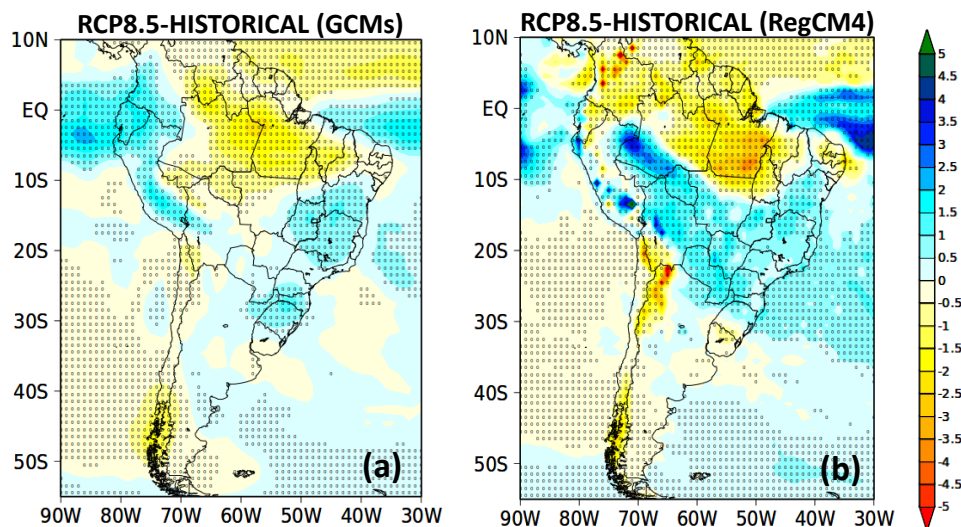 RCP8.5-HISTORICAL (GCMs)
10N
EQ
10S
20S
30S
40S
50S
90W 80W 70W 60W 50W 40W 30W
(a)
RCP8.5-HISTORICAL (RegCM4)
10N
EQ
10S
20S
30S
40S
50S
90W 80W 70W 60W 50W 40W 30W
(b)
5
4.5
4
3.5
3
2.5
2
1.5
1
0.5
0
-0.5
-1
-1.5
-2
-2.5
-3
-3.5
-4
-4.5
-5